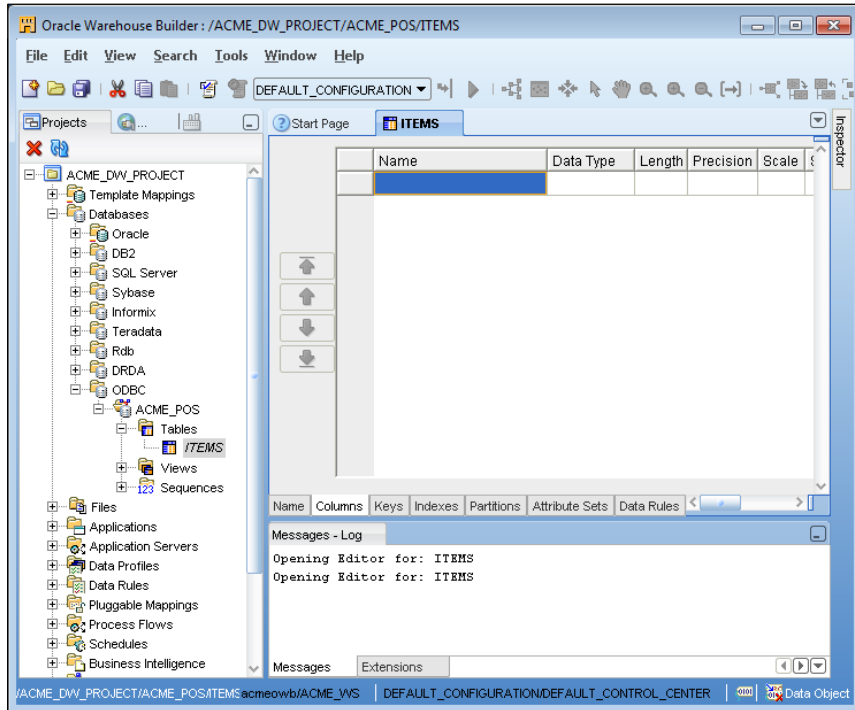 Oracle Warehouse Builder : /ACME_DW_PROJECT/ACME_POS/ITEMS
File Edit View Search Tools Window Help
DEFAULT_CONFIGURATION
Projects ...
Start Page
ITEMS
Inspector
ACME_DW_PROJECT
Template Mappings
Databases
Oracle
DB2
SQL Server
Sybase
Informix
Teradata
Rdb
DRDA
ODBC
ACME_POS
Tables
ITEMS
Views
Sequences
Files
Applications
Application Servers
Data Profiles
Data Rules
Pluggable Mappings
Process Flows
Schedules
Business Intelligence
Name Data Type Length Precision Scale
Name Columns Keys Indexes Partitions Attribute Sets Data Rules
Messages - Log
Opening Editor for: ITEMS
Opening Editor for: ITEMS
Messages Extensions
/ACME_DW_PROJECT/ACME_POS/ITEMS acmeowb/ACME_WS DEFAULT_CONFIGURATION/DEFAULT_CONTROL_CENTER Data Object